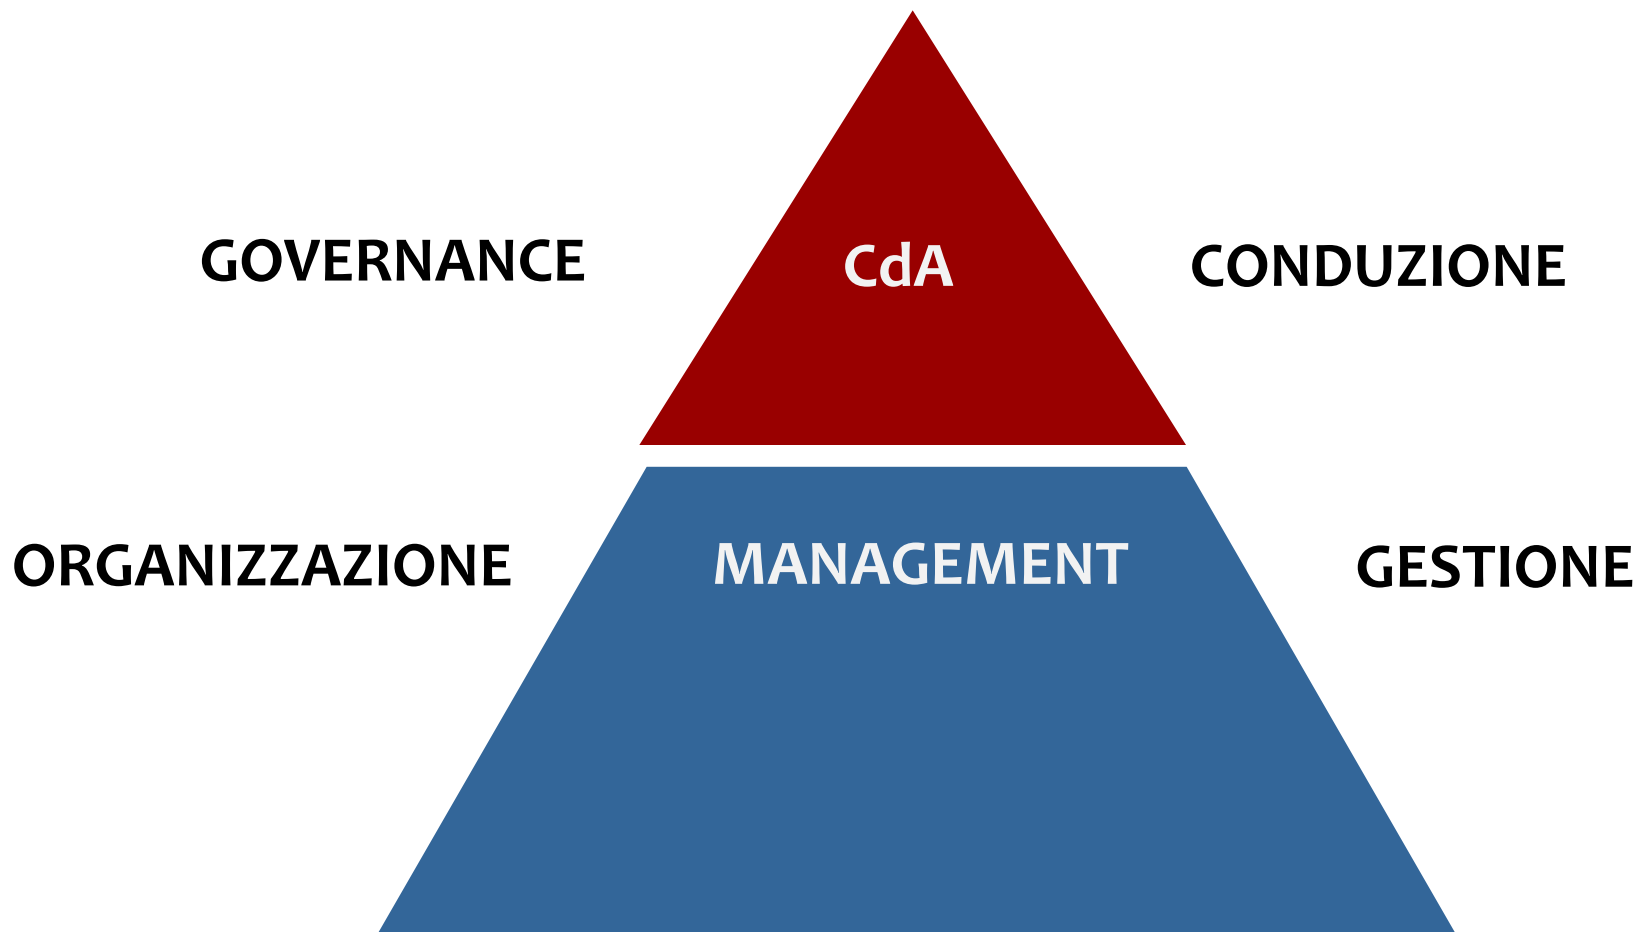 GOVERNANCE
CdA
CONDUZIONE
ORGANIZZAZIONE
MANAGEMENT
GESTIONE